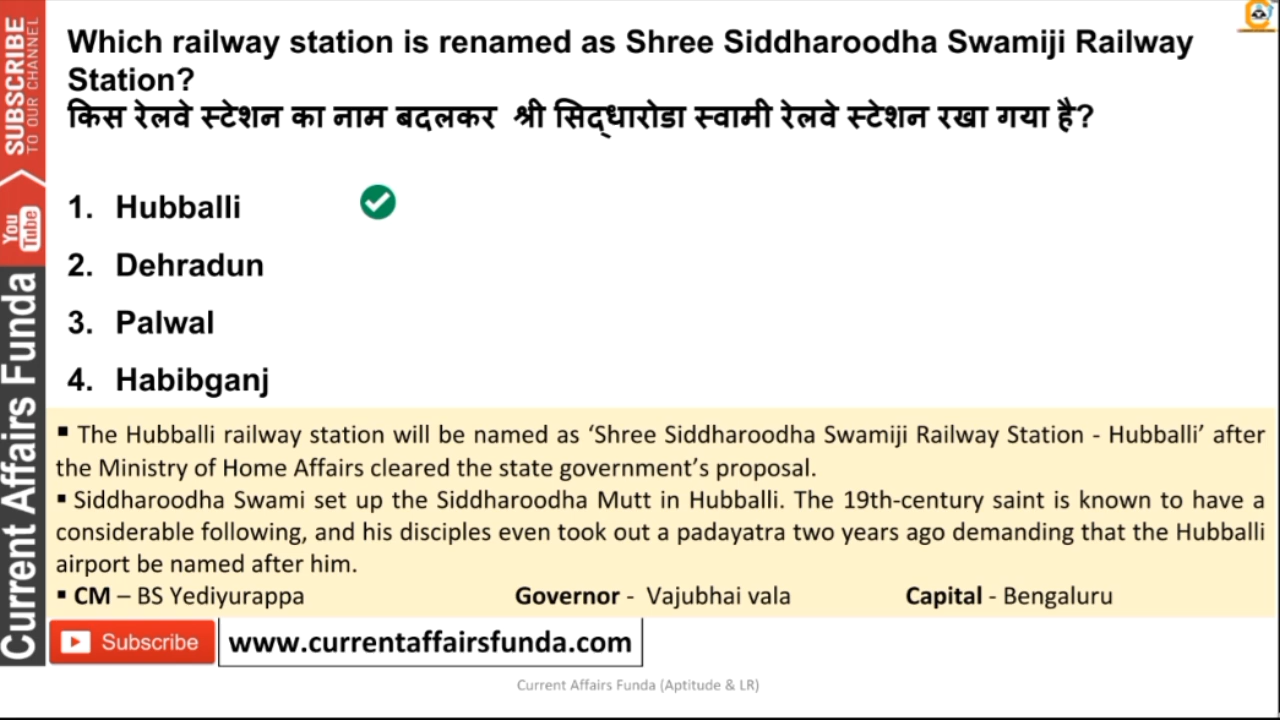 Which railway station is renamed as Shree Siddharoodha Swamiji Railway
Station?
किस रेलवे स्टेशन का नाम बदलकर श्री सिद्धारोडा स्वामी रेलवे स्टेशन रखा गया है?
1. Hubballi
2. Dehradun
3. Palwal
4. Habibganj
▪ The Hubballi railway station will be named as ‘Shree Siddharoodha Swamiji Railway Station - Hubballi’ after
the Ministry of Home Affairs cleared the state government’s proposal.
▪ Siddharoodha Swami set up the Siddharoodha Mutt in Hubballi. The 19th-century saint is known to have a
considerable following, and his disciples even took out a padayatra two years ago demanding that the Hubballi
airport be named after him.
▪ CM – BS Yediyurappa Governor - Vajubhai vala Capital - Bengaluru
Subscribe www.currentaffairsfunda.com
Current Affairs Funda (Aptitude & LR)
SUBSCRIBE
TO OUR CHANNEL
You
Tube
Current Affairs Funda